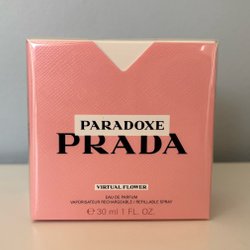 PARADOXE
PRADA
VIRTUAL FLOWER
EAU DE PARFUM
VAPORISATEUR RECHARGEABLE / REFILLABLE SPRAY
℮ 30 ml 1 FL. OZ.